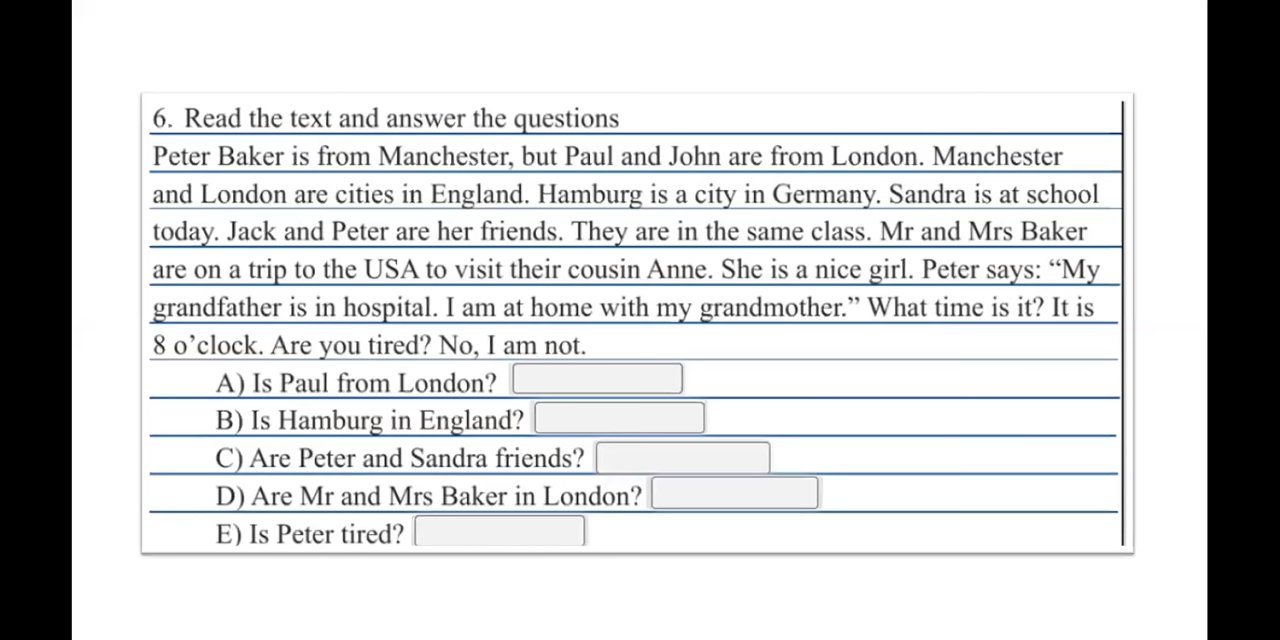 6. Read the text and answer the questions
Peter Baker is from Manchester, but Paul and John are from London. Manchester
and London are cities in England. Hamburg is a city in Germany. Sandra is at school
today. Jack and Peter are her friends. They are in the same class. Mr and Mrs Baker
are on a trip to the USA to visit their cousin Anne. She is a nice girl. Peter says: “My
grandfather is in hospital. I am at home with my grandmother.” What time is it? It is
8 o’clock. Are you tired? No, I am not.
A) Is Paul from London?
B) Is Hamburg in England?
C) Are Peter and Sandra friends?
D) Are Mr and Mrs Baker in London?
E) Is Peter tired?